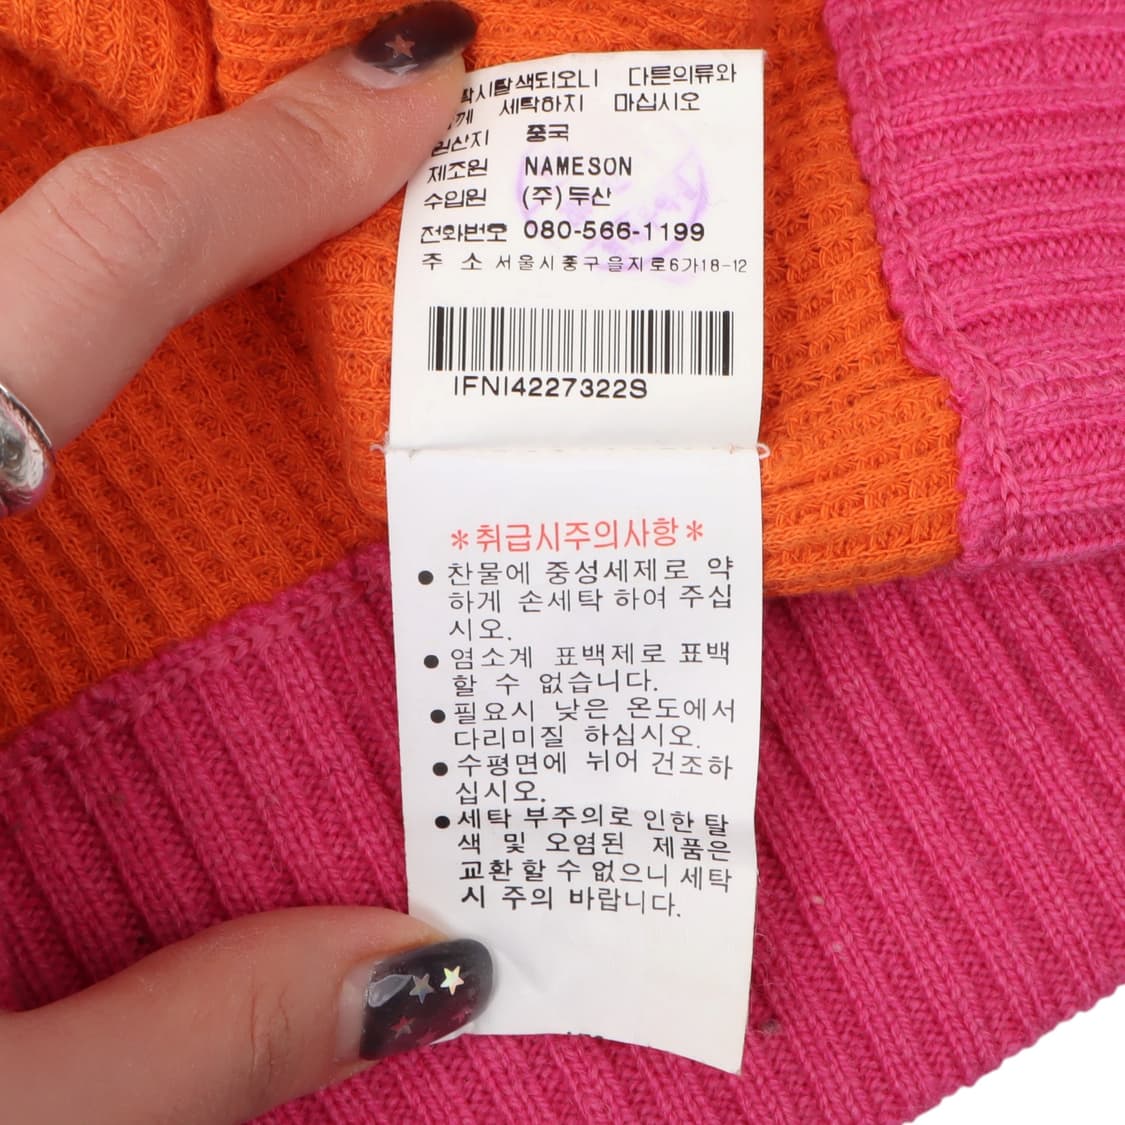 탁시탈색되오니 다른의류와
께 세탁하지 마십시오
원산지 중국
제조원 NAMESON
수입원 (주)두산
전화번호 080-566-1199
주 소 서울시중구을지로6가18-12
IFNI4227322S
*취급시주의사항*
● 찬물에 중성세제로 약
하게 손세탁 하여 주십
시오.
● 염소계 표백제로 표백
할 수 없습니다.
● 필요시 낮은 온도에서
다리미질 하십시오.
● 수평면에 뉘어 건조하
십시오.
● 세탁 부주의로 인한 탈
색 및 오염된 제품은
교환 할 수 없으니 세탁
시 주의 바랍니다.